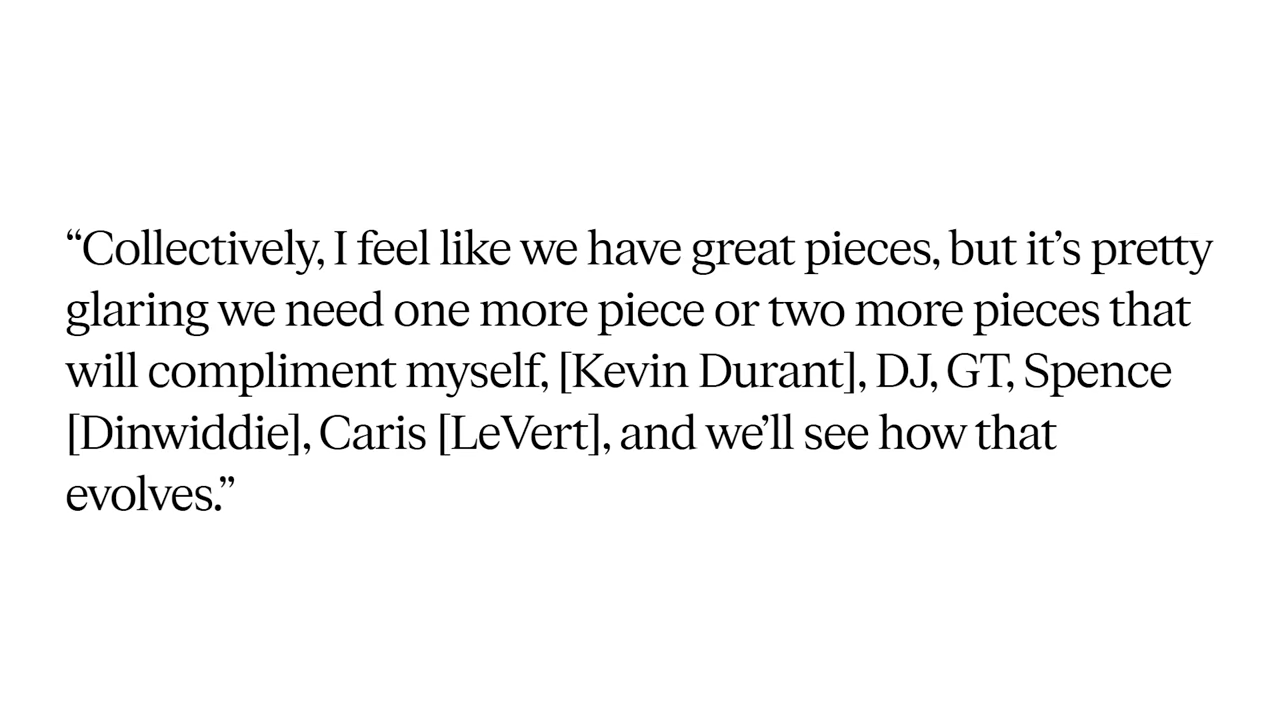 “Collectively, I feel like we have great pieces, but it’s pretty
glaring we need one more piece or two more pieces that
will compliment myself, [Kevin Durant], DJ, GT, Spence
[Dinwiddie], Caris [LeVert], and we’ll see how that
evolves.”